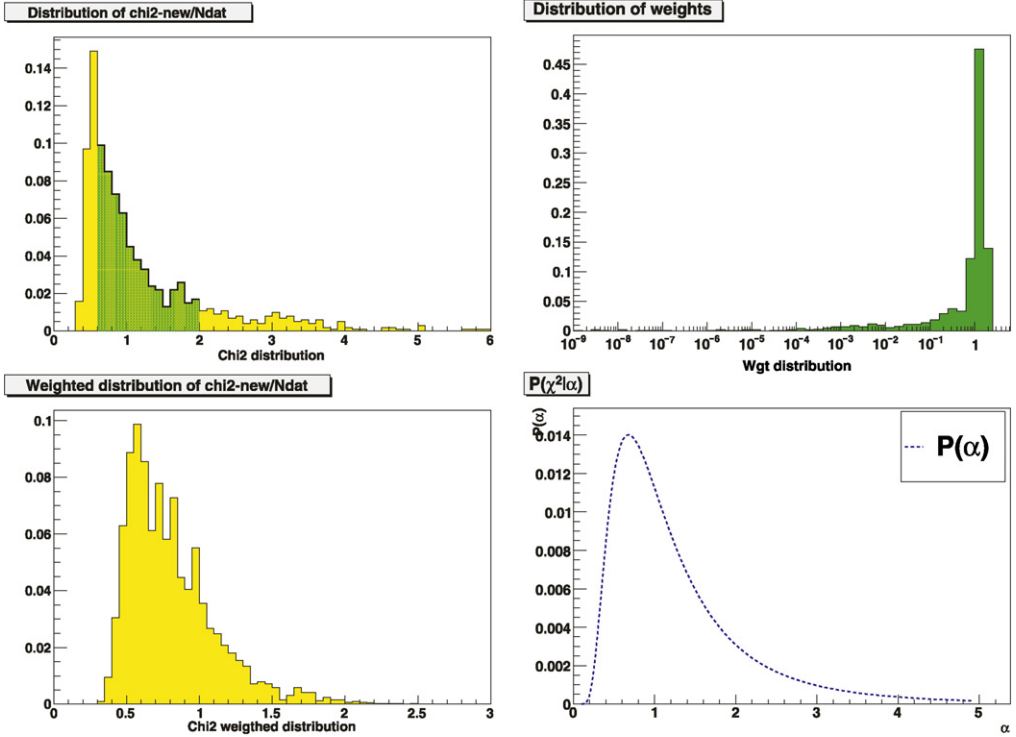 Distribution of chi2-new/Ndat
0.14
0.12
0.1
0.08
0.06
0.04
0.02
0
0 1 2 3 4 5 6
Chi2 distribution
Distribution of weights
0.45
0.4
0.35
0.3
0.25
0.2
0.15
0.1
0.05
0
10⁻⁹ 10⁻⁸ 10⁻⁷ 10⁻⁶ 10⁻⁵ 10⁻⁴ 10⁻³ 10⁻² 10⁻¹ 1
Wgt distribution
Weighted distribution of chi2-new/Ndat
0.1
0.08
0.06
0.04
0.02
0
0 0.5 1 1.5 2 2.5 3
Chi2 weigthed distribution
P(χ²|α)
P(α)
0.014
0.012
0.01
0.008
0.006
0.004
0.002
0
0 1 2 3 4 5
α
P(α)